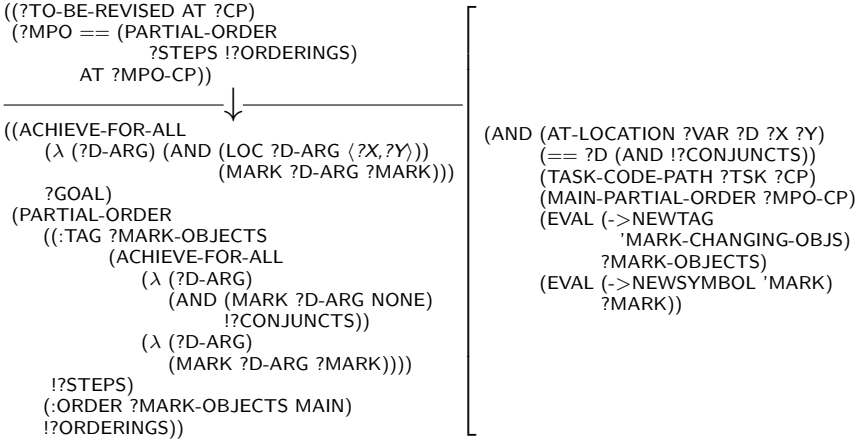 ((?TO-BE-REVISED AT ?CP)
(?MPO == (PARTIAL-ORDER
?STEPS !?ORDERINGS)
AT ?MPO-CP))
((ACHIEVE-FOR-ALL
(λ (?D-ARG) (AND (LOC ?D-ARG ⟨?X,?Y⟩))
(MARK ?D-ARG ?MARK)))
?GOAL)
(PARTIAL-ORDER
((:TAG ?MARK-OBJECTS
(ACHIEVE-FOR-ALL
(λ (?D-ARG)
(AND (MARK ?D-ARG NONE)
!?CONJUNCTS))
(λ (?D-ARG)
(MARK ?D-ARG ?MARK))))
!?STEPS)
(:ORDER ?MARK-OBJECTS MAIN)
!?ORDERINGS))
(AND (AT-LOCATION ?VAR ?D ?X ?Y)
(== ?D (AND !?CONJUNCTS))
(TASK-CODE-PATH ?TSK ?CP)
(MAIN-PARTIAL-ORDER ?MPO-CP)
(EVAL (->NEWTAG
'MARK-CHANGING-OBJS)
?MARK-OBJECTS)
(EVAL (->NEWSYMBOL 'MARK)
?MARK))